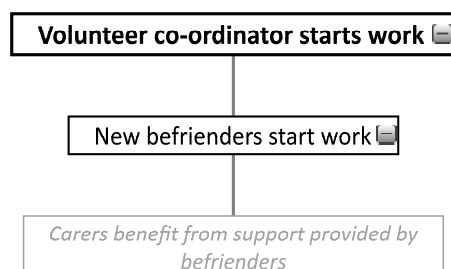 Volunteer co-ordinator starts work
New befrienders start work
Carers benefit from support provided by
befrienders